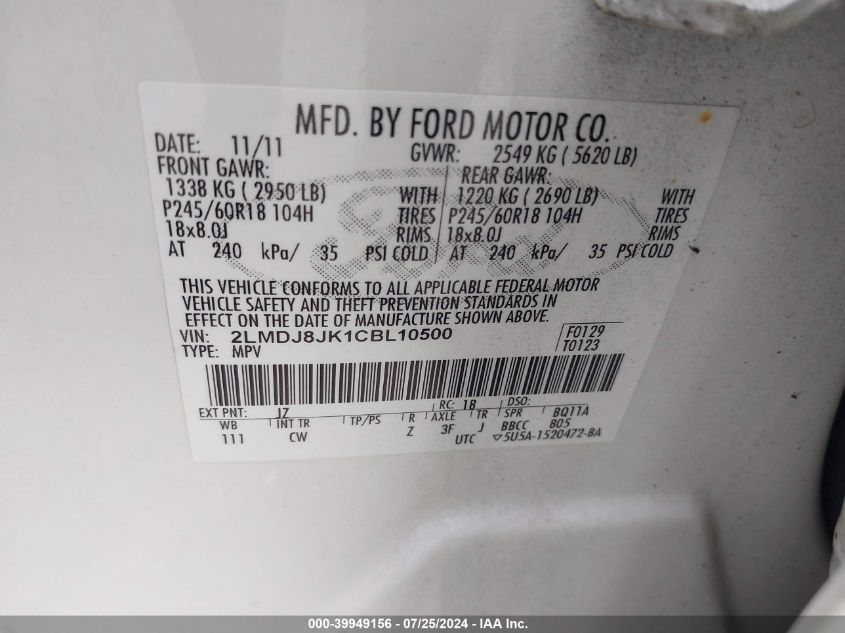 MFD. BY FORD MOTOR CO.
DATE: 11/11 GVWR: 2549 KG ( 5620 LB)
FRONT GAWR: REAR GAWR:
1338 KG ( 2950 LB) WITH 1220 KG ( 2690 LB) WITH
P245/60R18 104H TIRES P245/60R18 104H TIRES
18x8.0J RIMS 18x8.0J RIMS
AT 240 kPa/ 35 PSI COLD AT 240 kPa/ 35 PSI COLD
Ford
THIS VEHICLE CONFORMS TO ALL APPLICABLE FEDERAL MOTOR
VEHICLE SAFETY AND THEFT PREVENTION STANDARDS IN
EFFECT ON THE DATE OF MANUFACTURE SHOWN ABOVE.
VIN: 2LMDJ8JK1CBL10500 F0129
TYPE: MPV T0123
RC: 18 DSO:
EXT PNT: JZ
WB INT TR TP/PS R AXLE TR SPR BQ11A
111 CW Z 3F J BBCC 805
UTC ▽5U5A-1520472-BA
000-39949156 / 07/25/2024 - IAA Inc.